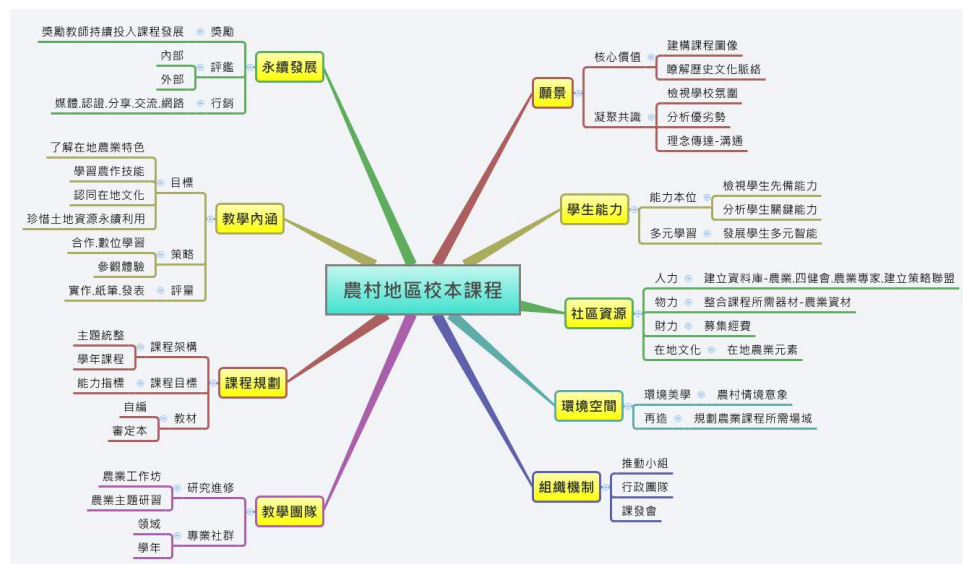 農村地區校本課程
願景
核心價值
建構課程圖像
瞭解歷史文化脈絡
凝聚共識
檢視學校氛圍
分析優劣勢
理念傳達-溝通
學生能力
能力本位
檢視學生先備能力
分析學生關鍵能力
多元學習
發展學生多元智能
社區資源
人力
建立資料庫-農業,四健會,農業專家,建立策略聯盟
物力
整合課程所需器材-農業資材
財力
募集經費
在地文化
在地農業元素
環境空間
環境美學
農村情境意象
再造
規劃農業課程所需場域
組織機制
推動小組
行政團隊
課發會
教學團隊
研究進修
農業工作坊
農業主題研習
專業社群
領域
學年
課程規劃
課程架構
主題統整
學年課程
課程目標
能力指標
教材
自編
審定本
教學內涵
目標
了解在地農業特色
學習農作技能
認同在地文化
珍惜土地資源永續利用
策略
合作,數位學習
參觀體驗
評量
實作,紙筆,發表
永續發展
獎勵
獎勵教師持續投入課程發展
評鑑
內部
外部
行銷
媒體,認證,分享,交流,網路